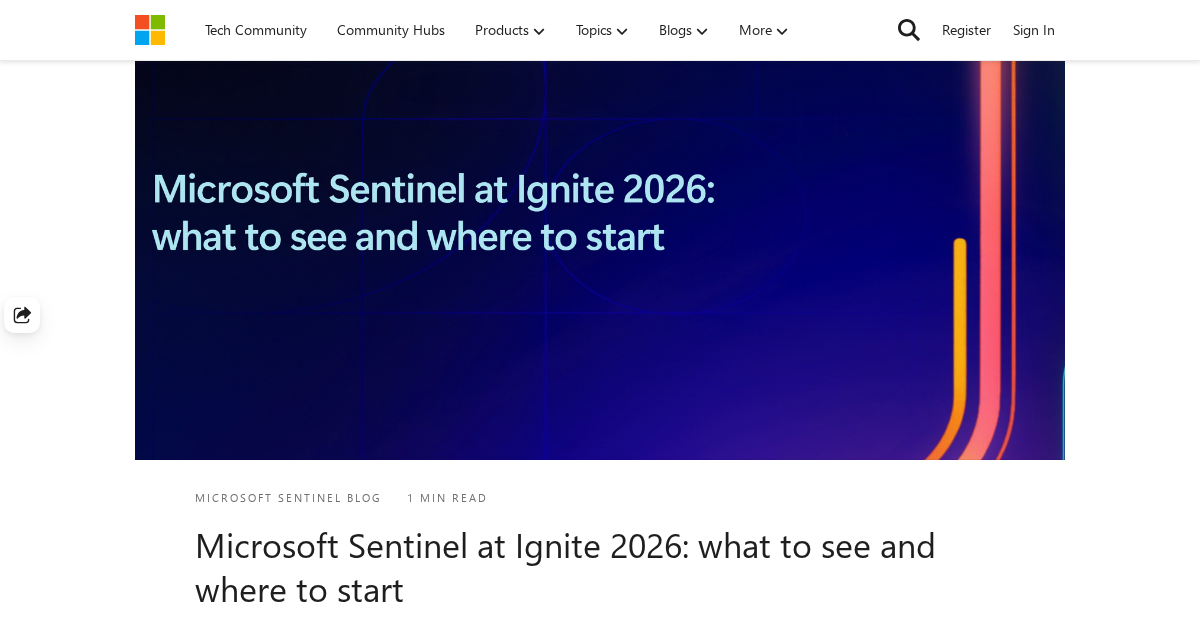 Tech Community Community Hubs Products Topics Blogs More Register Sign In
Microsoft Sentinel at Ignite 2026:
what to see and where to start
MICROSOFT SENTINEL BLOG 1 MIN READ
Microsoft Sentinel at Ignite 2026: what to see and
where to start